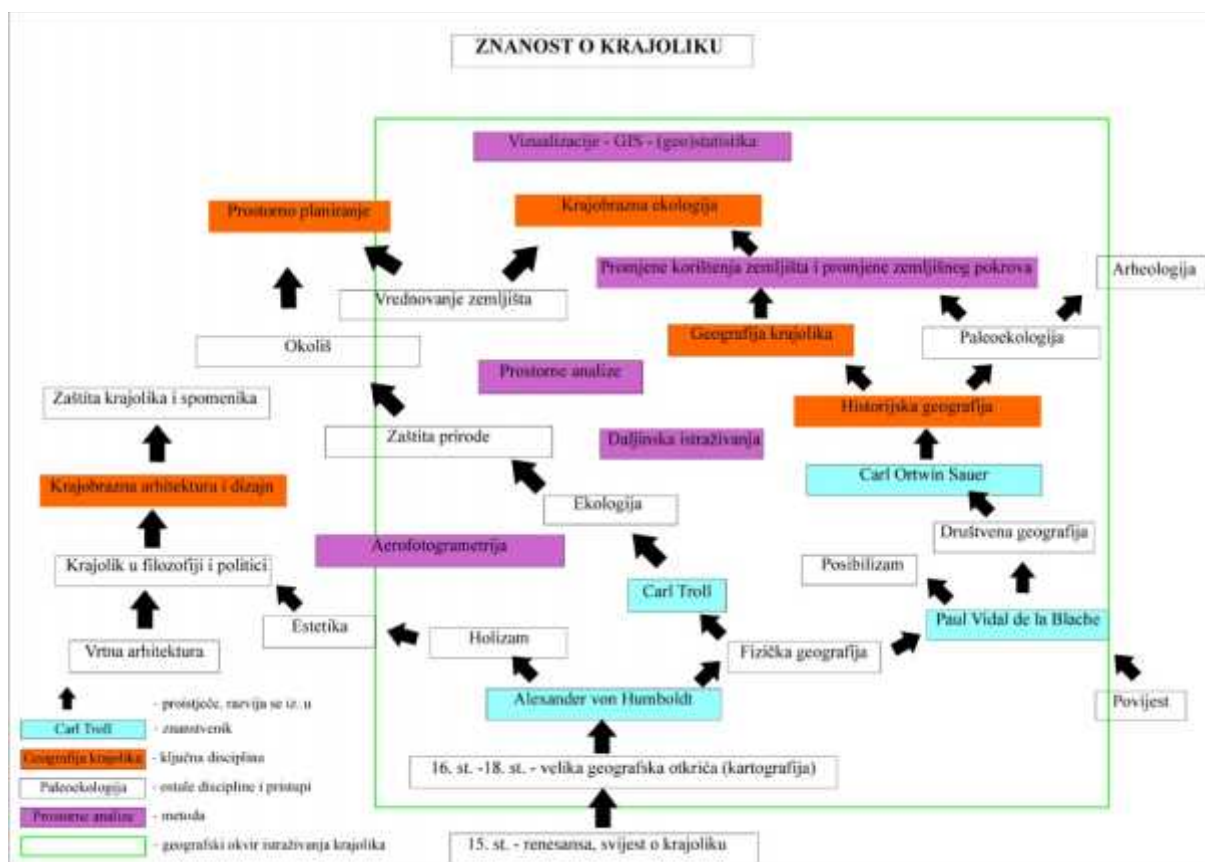 ZNANOST O KRAJOLIKU
Vizualizacije - GIS - (geo)statistika
Prostorno planiranje
Krajobrazna ekologija
Promjene korištenja zemljišta i promjene zemljišnog pokrova
Arheologija
Vrednovanje zemljišta
Okoliš
Geografija krajolika
Paleoekologija
Prostorne analize
Zaštita krajolika i spomenika
Historijska geografija
Zaštita prirode
Daljinska istraživanja
Krajobrazna arhitektura i dizajn
Carl Ortwin Sauer
Ekologija
Društvena geografija
Aerofotogrametrija
Krajolik u filozofiji i politici
Posibilizam
Carl Troll
Estetika
Paul Vidal de la Blache
Holizam
Vrtna arhitektura
Fizička geografija
Alexander von Humboldt
Povijest
- proistječe, razvija se iz, u
Carl Troll - znanstvenik
Geografija krajolika - ključna disciplina
16. st. -18. st. - velika geografska otkrića (kartografija)
Paleoekologija - ostale discipline i pristupi
Prostorne analize - metoda
- geografski okvir istraživanja krajolika
15. st. - renesansa, svijest o krajoliku